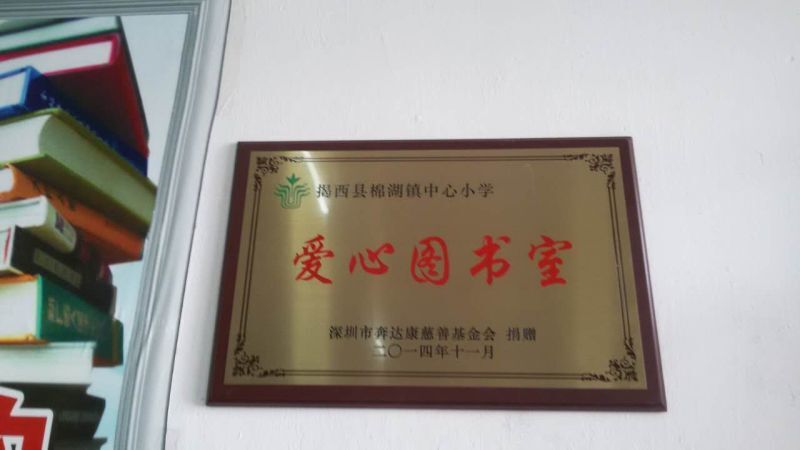 揭西县棉湖镇中心小学
爱心图书室
深圳市奔达康慈善基金会 捐赠
二〇一四年十一月